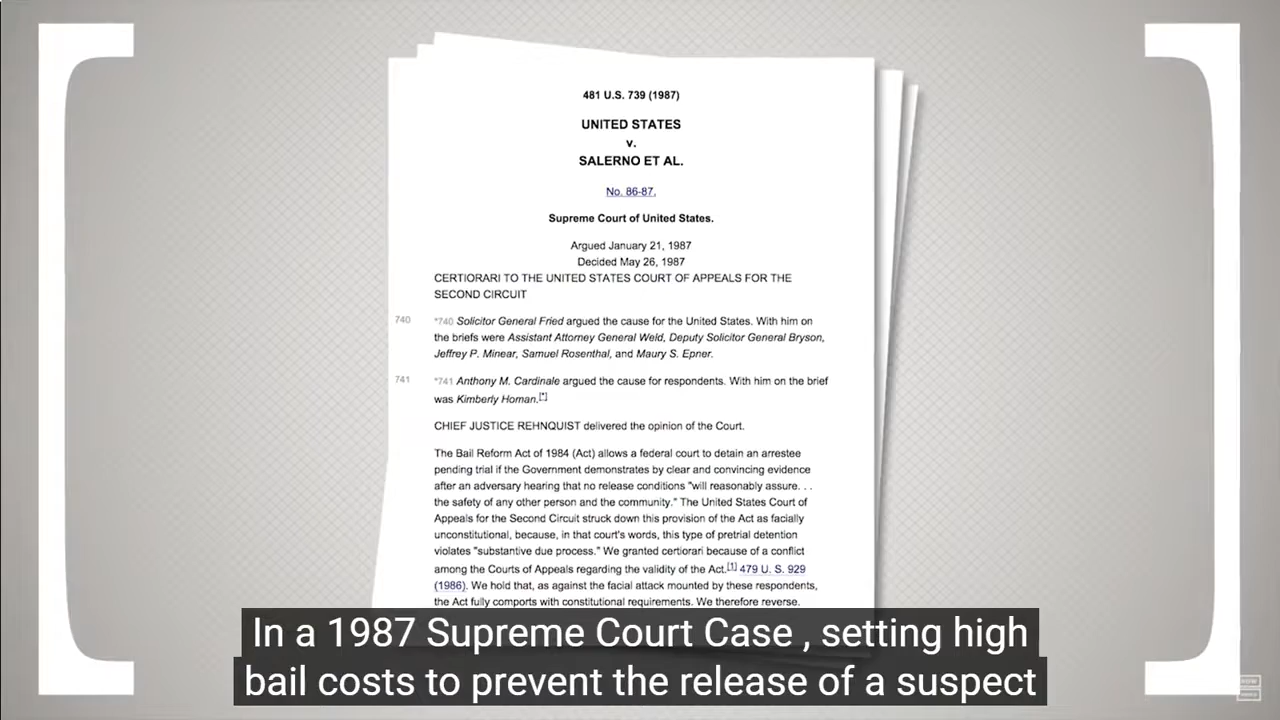 481 U.S. 739 (1987)
UNITED STATES
v.
SALERNO ET AL.
No. 86-87.
Supreme Court of United States.
Argued January 21, 1987
Decided May 26, 1987
CERTIORARI TO THE UNITED STATES COURT OF APPEALS FOR THE
SECOND CIRCUIT
740 *740 Solicitor General Fried argued the cause for the United States. With him on
the briefs were Assistant Attorney General Weld, Deputy Solicitor General Bryson,
Jeffrey P. Minear, Samuel Rosenthal, and Maury S. Epner.
741 *741 Anthony M. Cardinale argued the cause for respondents. With him on the brief
was Kimberly Homan.[*]
CHIEF JUSTICE REHNQUIST delivered the opinion of the Court.
The Bail Reform Act of 1984 (Act) allows a federal court to detain an arrestee
pending trial if the Government demonstrates by clear and convincing evidence
after an adversary hearing that no release conditions "will reasonably assure. . .
the safety of any other person and the community." The United States Court of
Appeals for the Second Circuit struck down this provision of the Act as facially
unconstitutional, because, in that court's words, this type of pretrial detention
violates "substantive due process." We granted certiorari because of a conflict
among the Courts of Appeals regarding the validity of the Act.[1] 479 U. S. 929
(1986). We hold that, as against the facial attack mounted by these respondents,
the Act fully comports with constitutional requirements. We therefore reverse.
In a 1987 Supreme Court Case , setting high
bail costs to prevent the release of a suspect